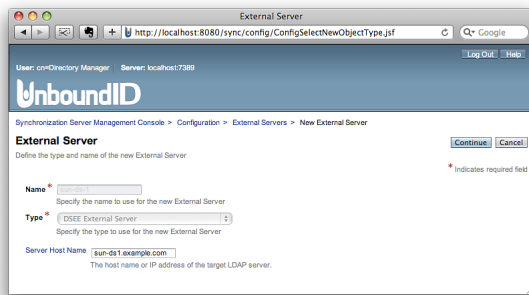 External Server
http://localhost:8080/sync/config/ConfigSelectNewObjectType.jsf
Google
Log Out Help
User: cn=Directory Manager Server: localhost:7389
UnboundID
Synchronization Server Management Console > Configuration > External Servers > New External Server
External Server
Continue Cancel
Define the type and name of the new External Server
* Indicates required field
Name * sun-ds-1
Specify the name to use for the new External Server
Type * DSEE External Server
Specify the type to use for the new External Server
Server Host Name sun-ds1.example.com
The host name or IP address of the target LDAP server.